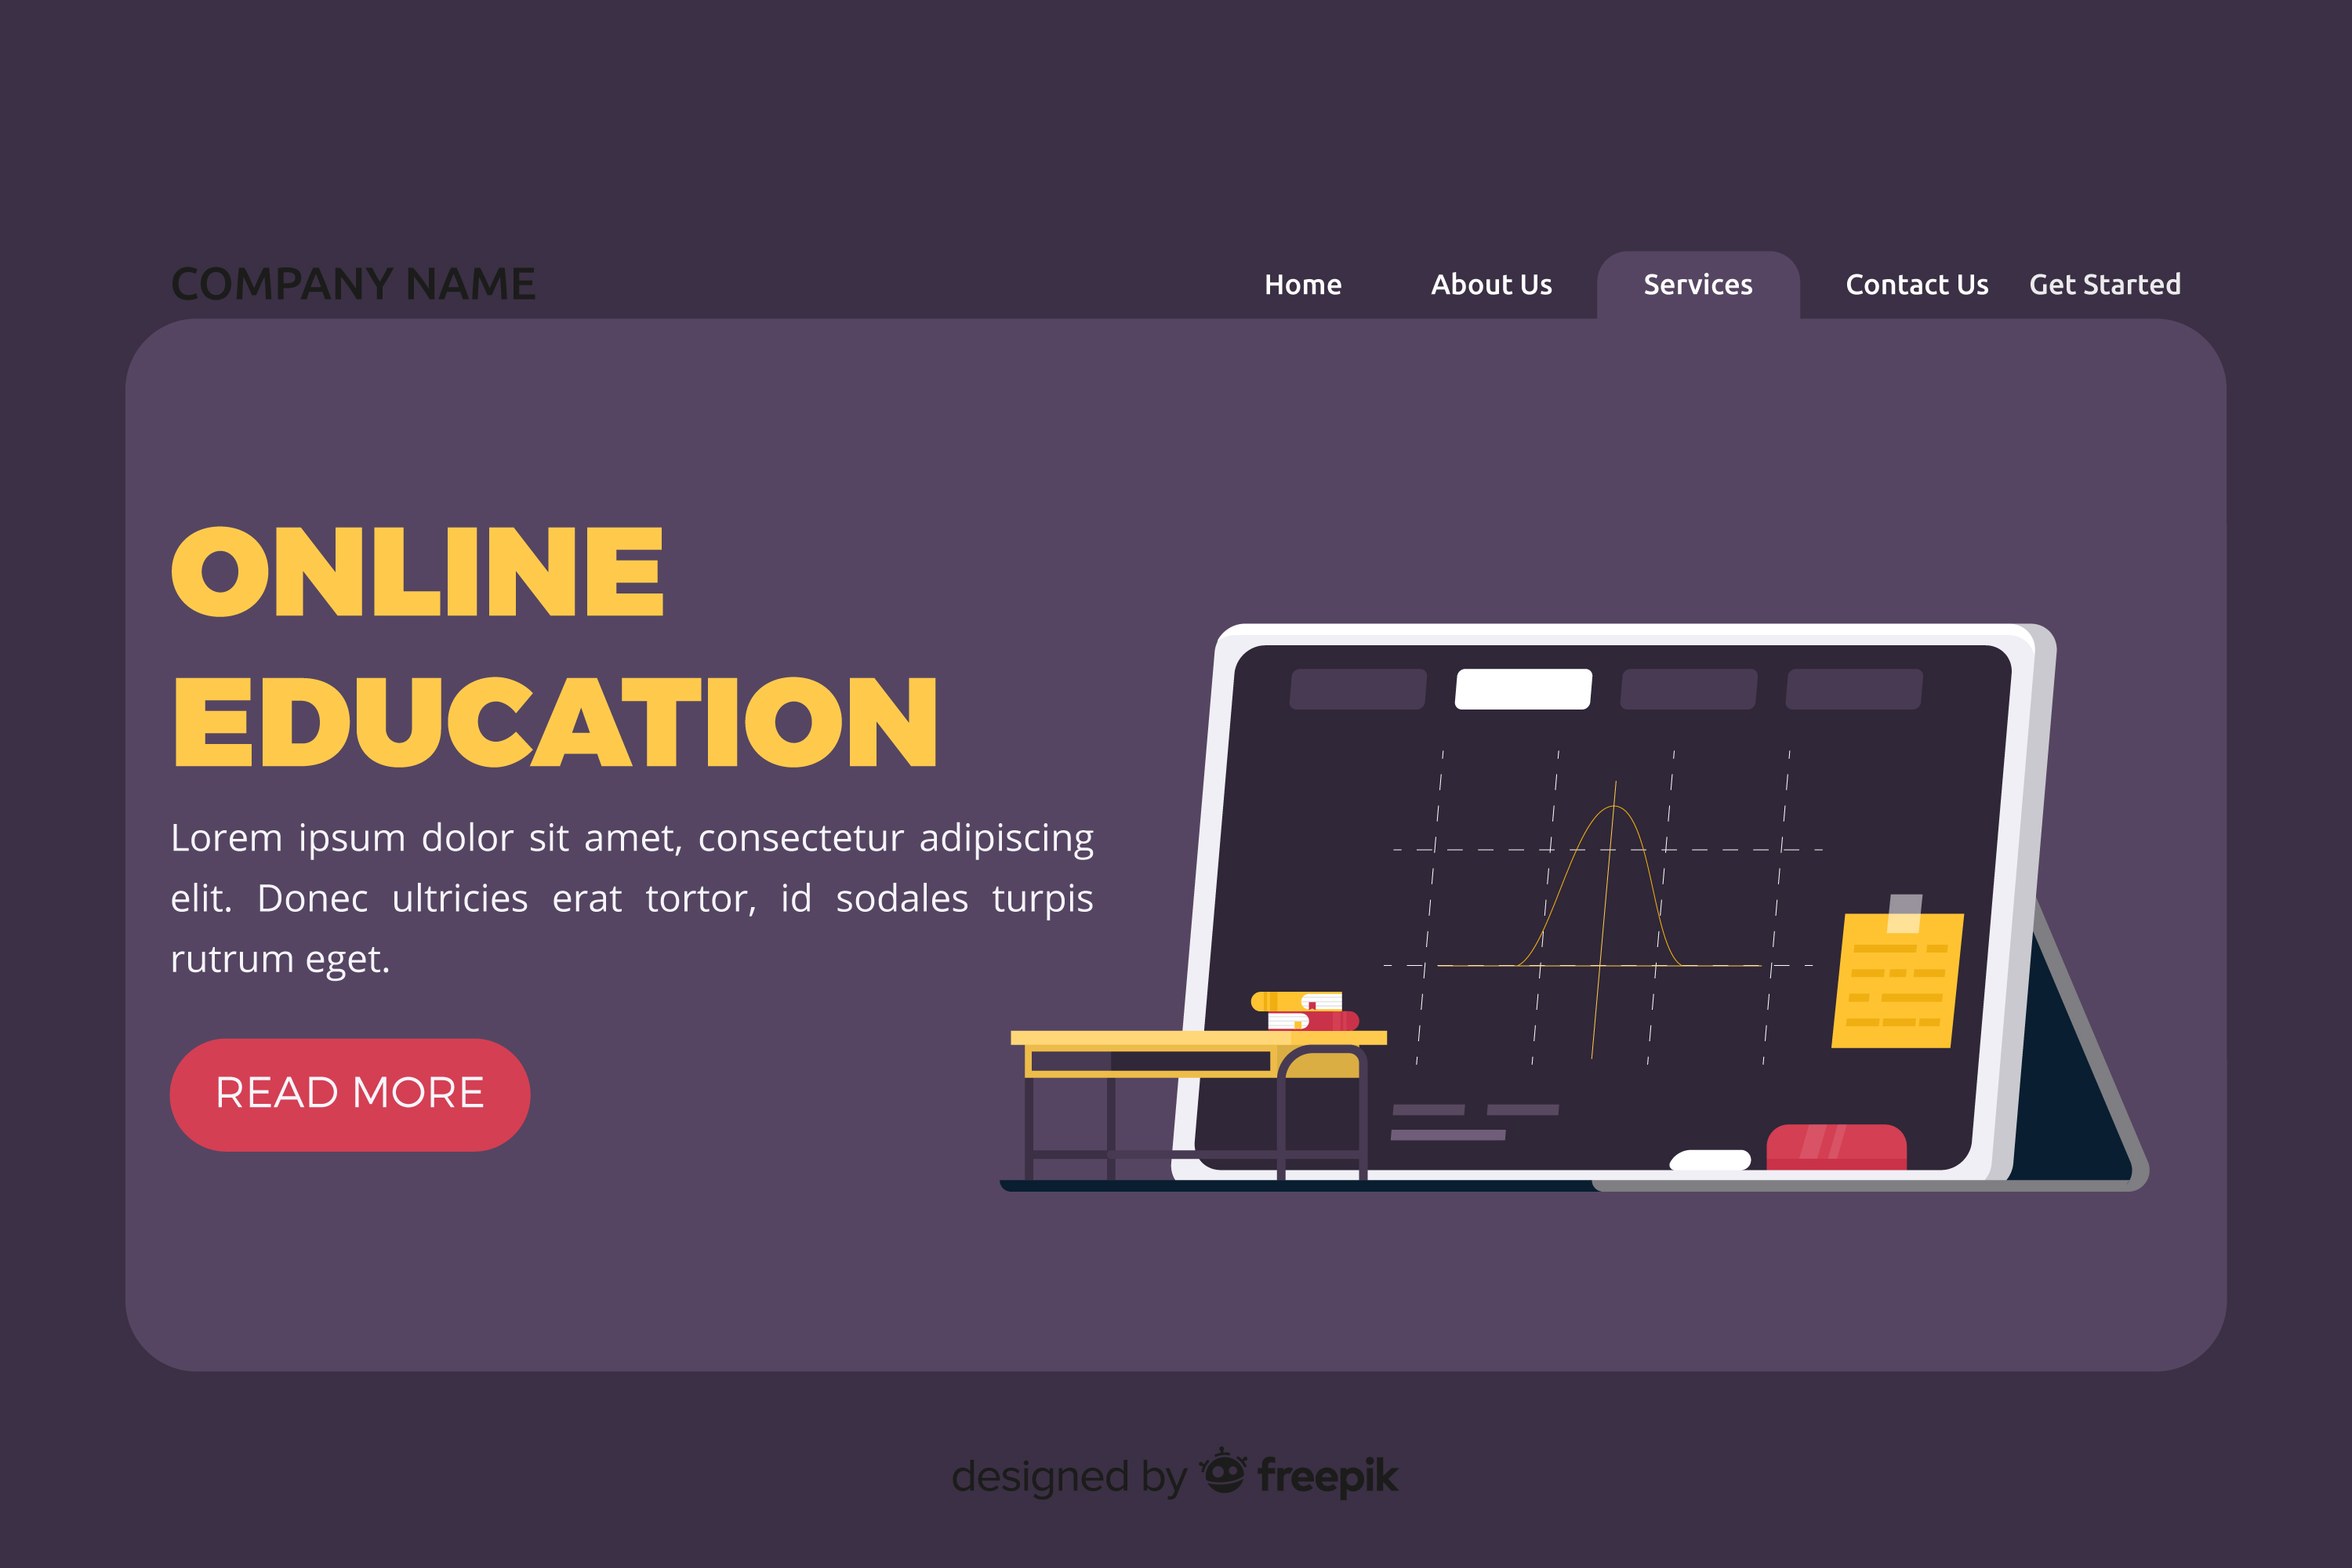 COMPANY NAME
Home About Us Services Contact Us Get Started
ONLINE
EDUCATION
Lorem ipsum dolor sit amet, consectetur adipiscing
elit. Donec ultricies erat tortor, id sodales turpis
rutrum eget.
READ MORE
designed by freepik